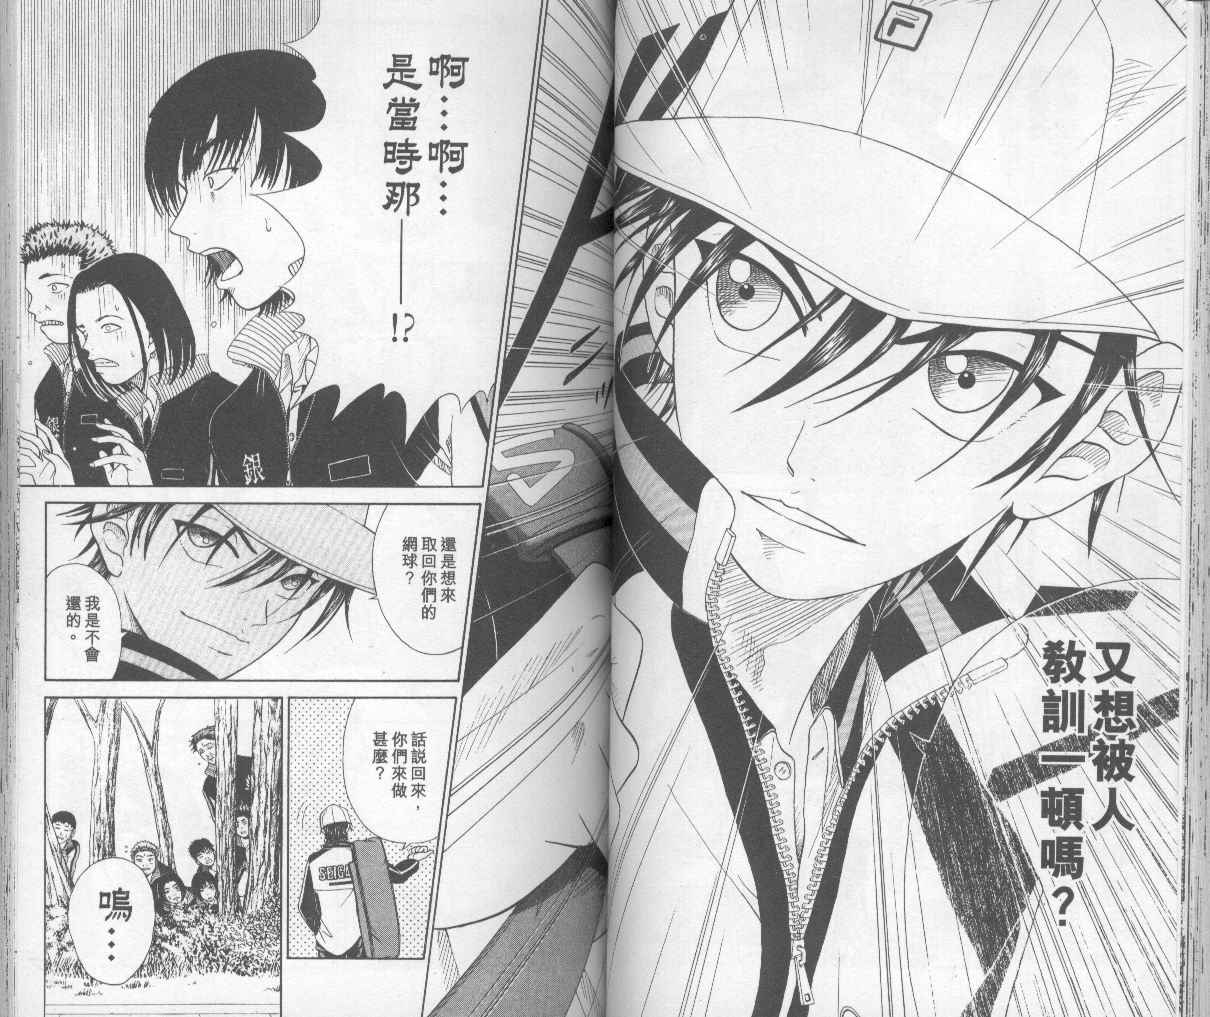 又想被人
教訓一頓嗎？
啊…啊…
是當時那──!?
銀
銀
還是想來
取回你們的
網球？
我是不會
還的。
話說回來，
你們來做
甚麼？
SEIGA
嗚…